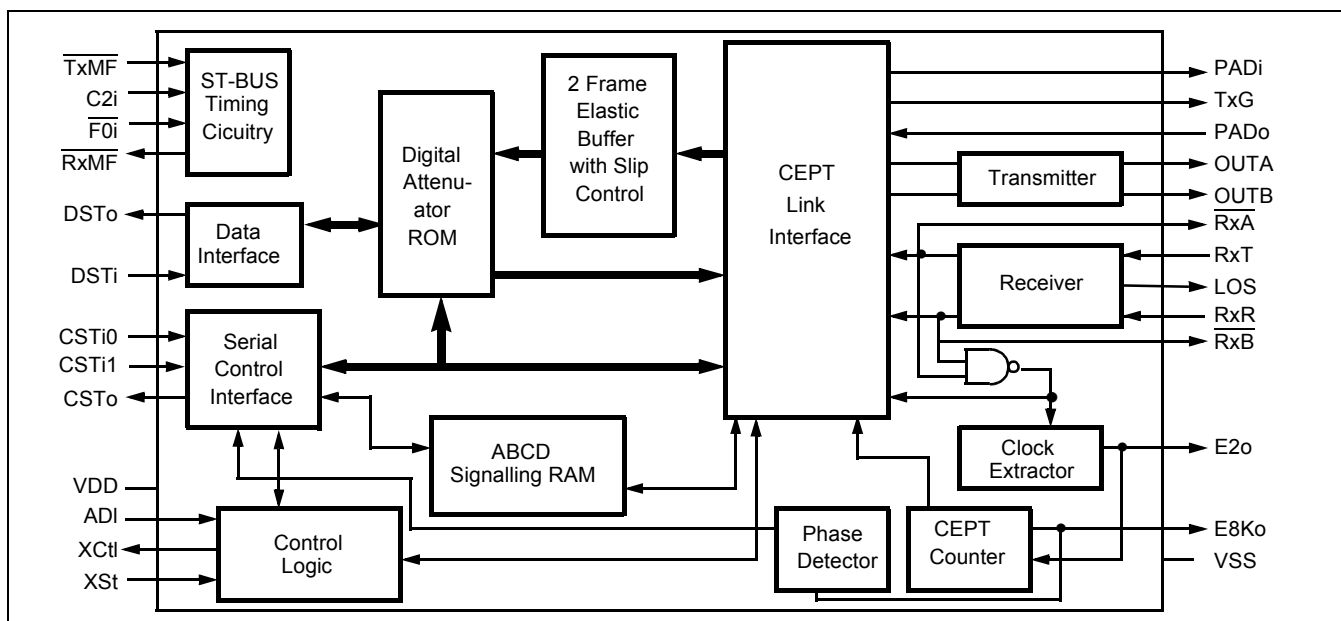 TxMF
C2i
F0i
RxMF
DSTo
DSTi
CSTi0
CSTi1
CSTo
VDD
ADI
XCtl
XSt
ST-BUS
Timing
Cicuitry
Data
Interface
Serial
Control
Interface
Control
Logic
Digital
Attenu-
ator
ROM
2 Frame
Elastic
Buffer
with Slip
Control
ABCD
Signalling RAM
CEPT
Link
Interface
Phase
Detector
CEPT
Counter
Transmitter
Receiver
Clock
Extractor
PADi
TxG
PADo
OUTA
OUTB
RxA
RxT
LOS
RxR
RxB
E2o
E8Ko
VSS